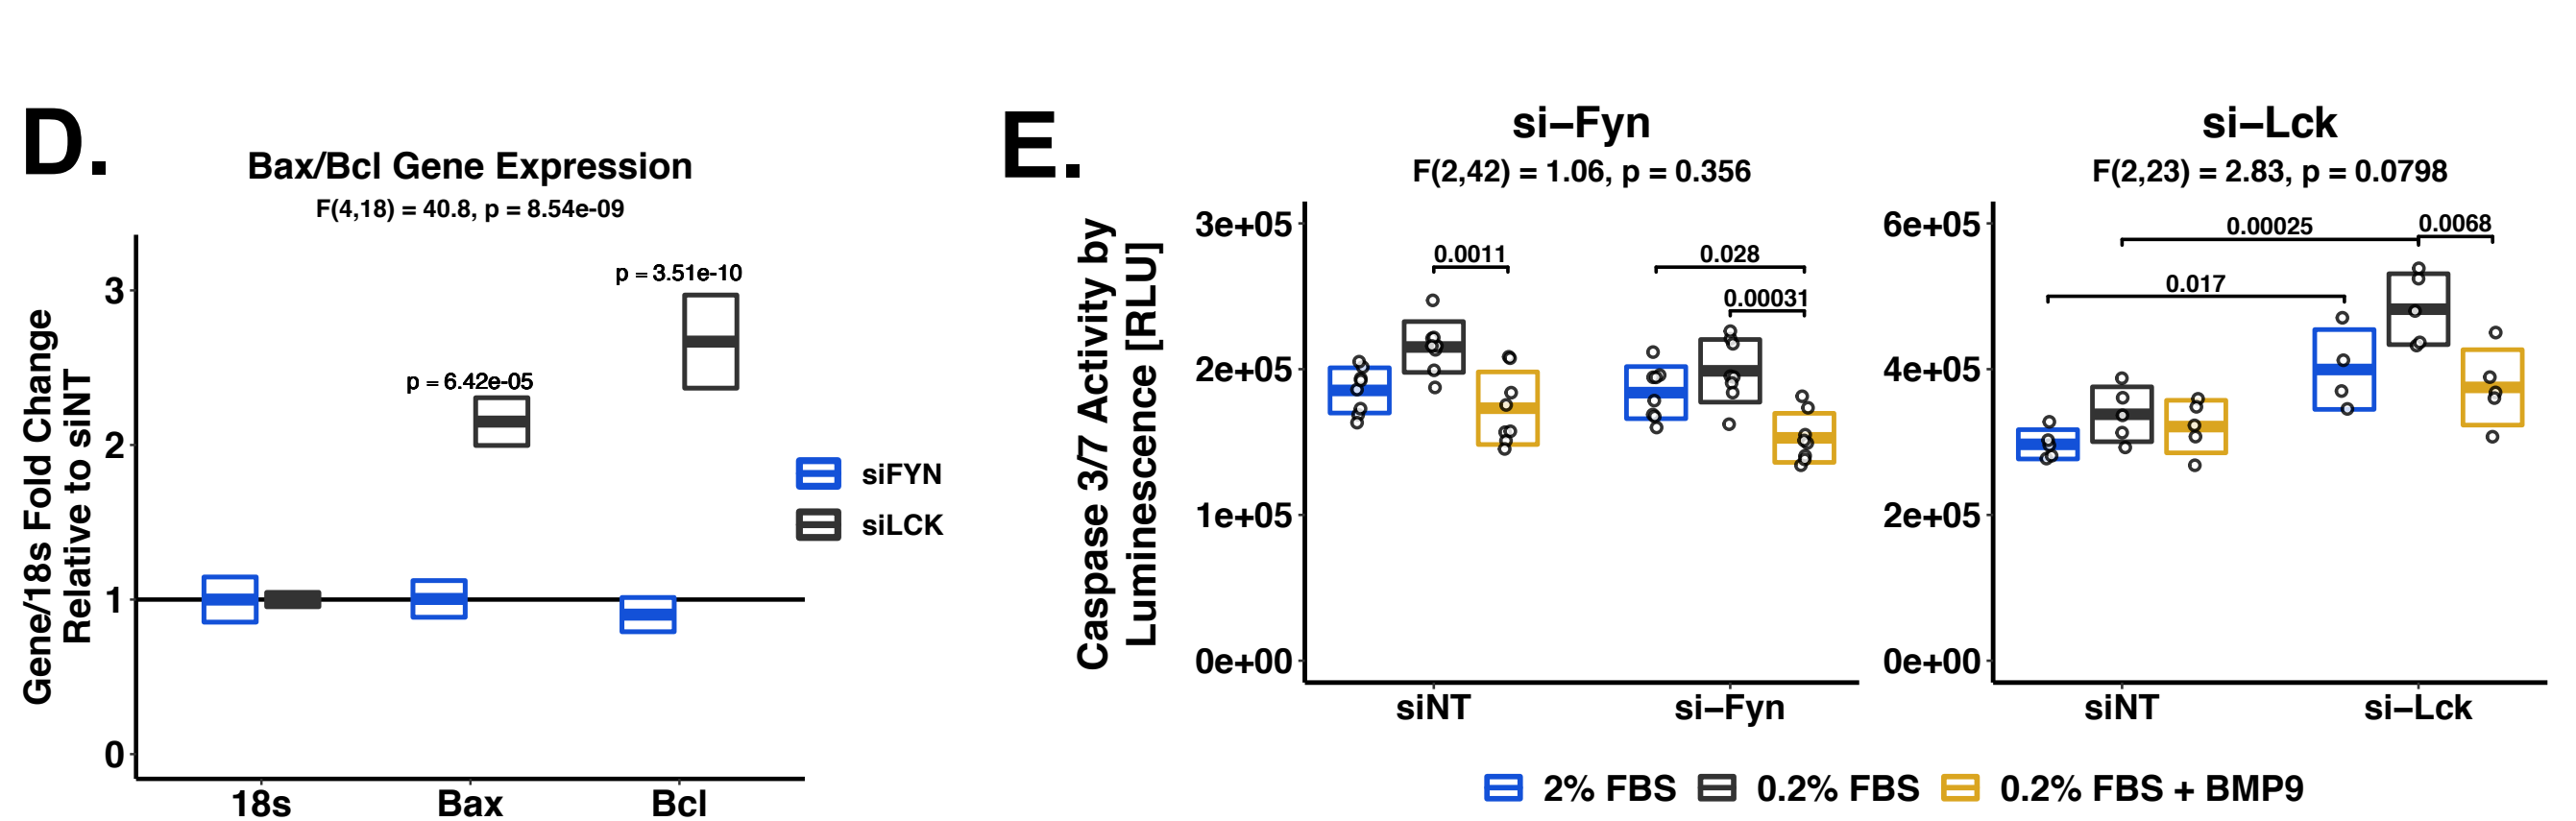 D.
Bax/Bcl Gene Expression
F(4,18) = 40.8, p = 8.54e-09
Gene/18s Fold Change
Relative to siNT
3
2
1
0
p = 6.42e-05
p = 3.51e-10
18s
Bax
Bcl
siFYN
siLCK
E.
Caspase 3/7 Activity by
Luminescence [RLU]
si−Fyn
F(2,42) = 1.06, p = 0.356
3e+05
2e+05
1e+05
0e+00
0.0011
0.028
0.00031
siNT
si−Fyn
si−Lck
F(2,23) = 2.83, p = 0.0798
6e+05
4e+05
2e+05
0e+00
0.00025
0.0068
0.017
siNT
si−Lck
2% FBS
0.2% FBS
0.2% FBS + BMP9